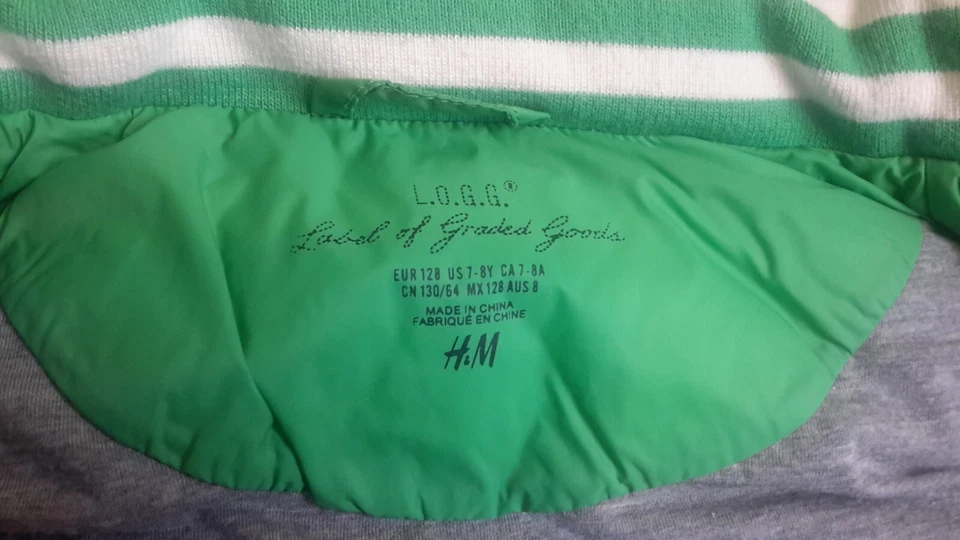 L.O.G.G.®
Label of Graded Goods
EUR 128 US 7-8Y CA 7-8A
CN 130/64 MX 128 AUS 8
MADE IN CHINA
FABRIQUÉ EN CHINE
H&M